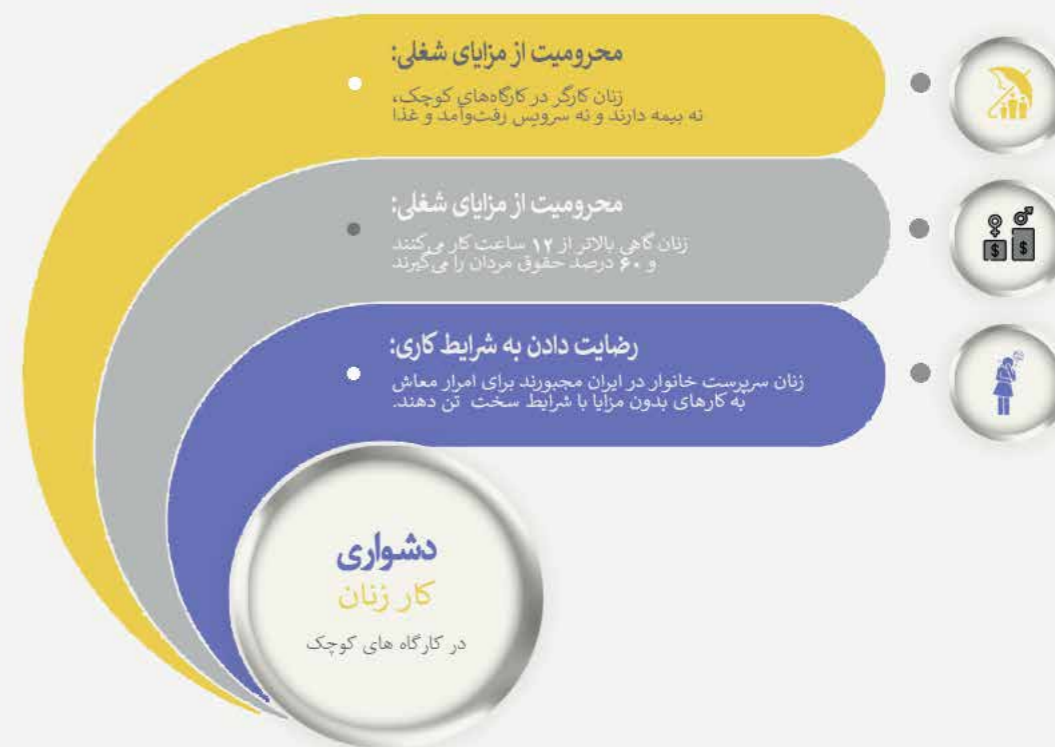 محرومیت از مزایای شغلی:
زنان کارگر در کارگاه‌های کوچک،
نه بیمه دارند و نه سرویس رفت‌وآمد و غذا
محرومیت از مزایای شغلی:
زنان گاهی بالاتر از ۱۲ ساعت کار می‌کنند
و ۶۰ درصد حقوق مردان را می‌گیرند
رضایت دادن به شرایط کاری:
زنان سرپرست خانوار در ایران مجبورند برای امرار معاش
به کارهای بدون مزایا با شرایط سخت تن دهند.
دشواری
کار زنان
در کارگاه های کوچک